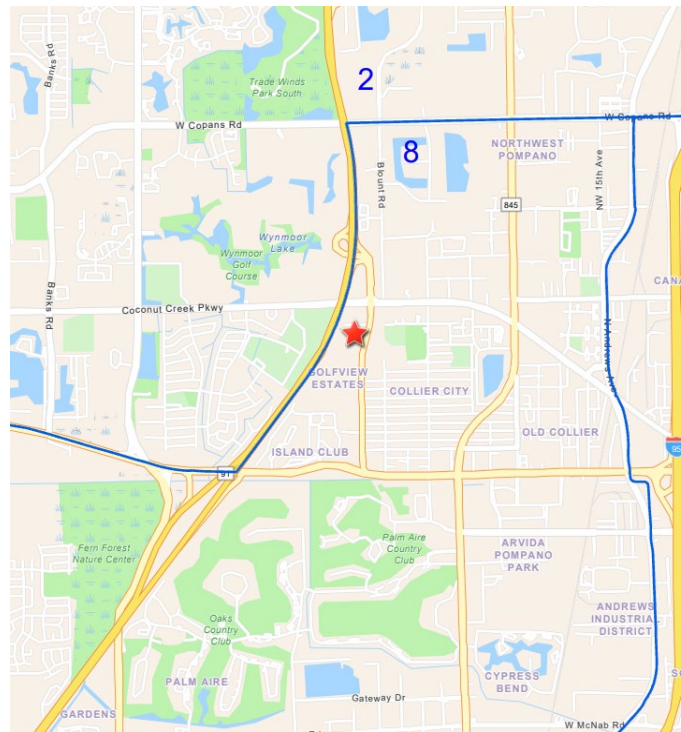 Banks Rd
Trade Winds
Park South
2
W Copans Rd
W Copans Rd
8
NORTHWEST
POMPANO
Blount Rd
NW 15th Ave
845
Wynmoor
Lake
Wynmoor
Golf
Course
CANA
Banks Rd
Coconut Creek Pkwy
N Andrews Ave
GOLFVIEW
ESTATES
COLLIER CITY
OLD COLLIER
ISLAND CLUB
95
91
Palm Aire
Country
Club
Fern Forest
Nature Center
ARVIDA
POMPANO
PARK
Oaks
Country
Club
ANDREWS
INDUSTRIAL
DISTRICT
PALM AIRE
CYPRESS
BEND
SO
Gateway Dr
GARDENS
W McNab Rd